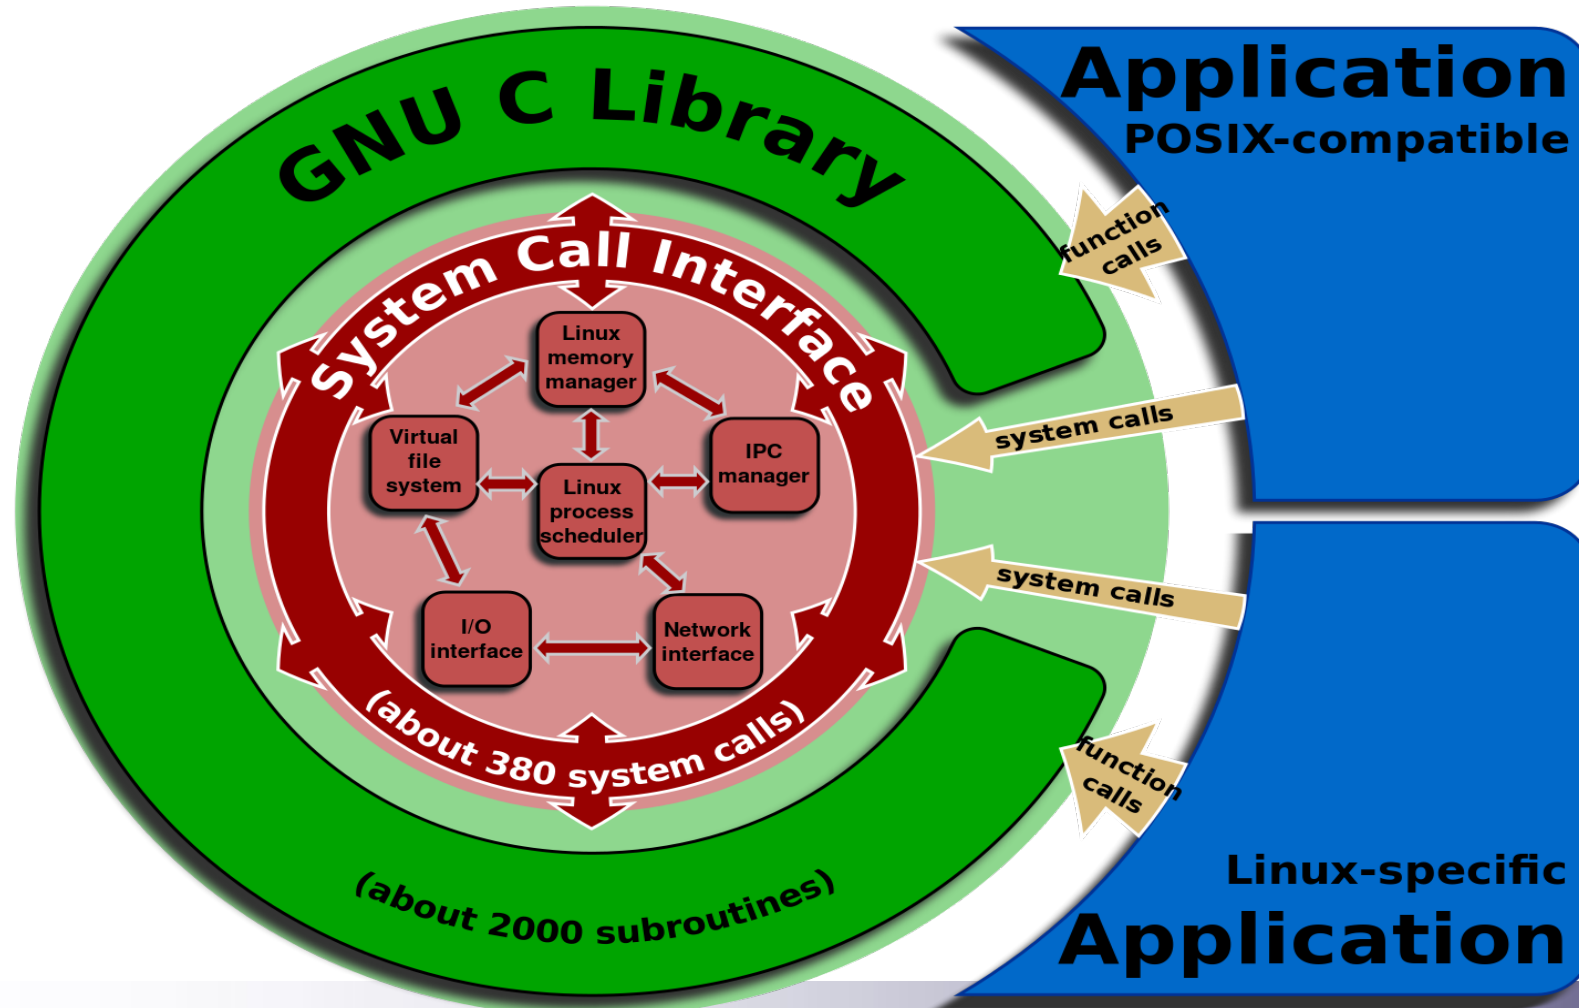 GNU C Library
System Call Interface
Linux
memory
manager
Virtual
file
system
IPC
manager
Linux
process
scheduler
I/O
interface
Network
interface
(about 380 system calls)
(about 2000 subroutines)
Application
POSIX-compatible
function
calls
system calls
system calls
function
calls
Linux-specific
Application